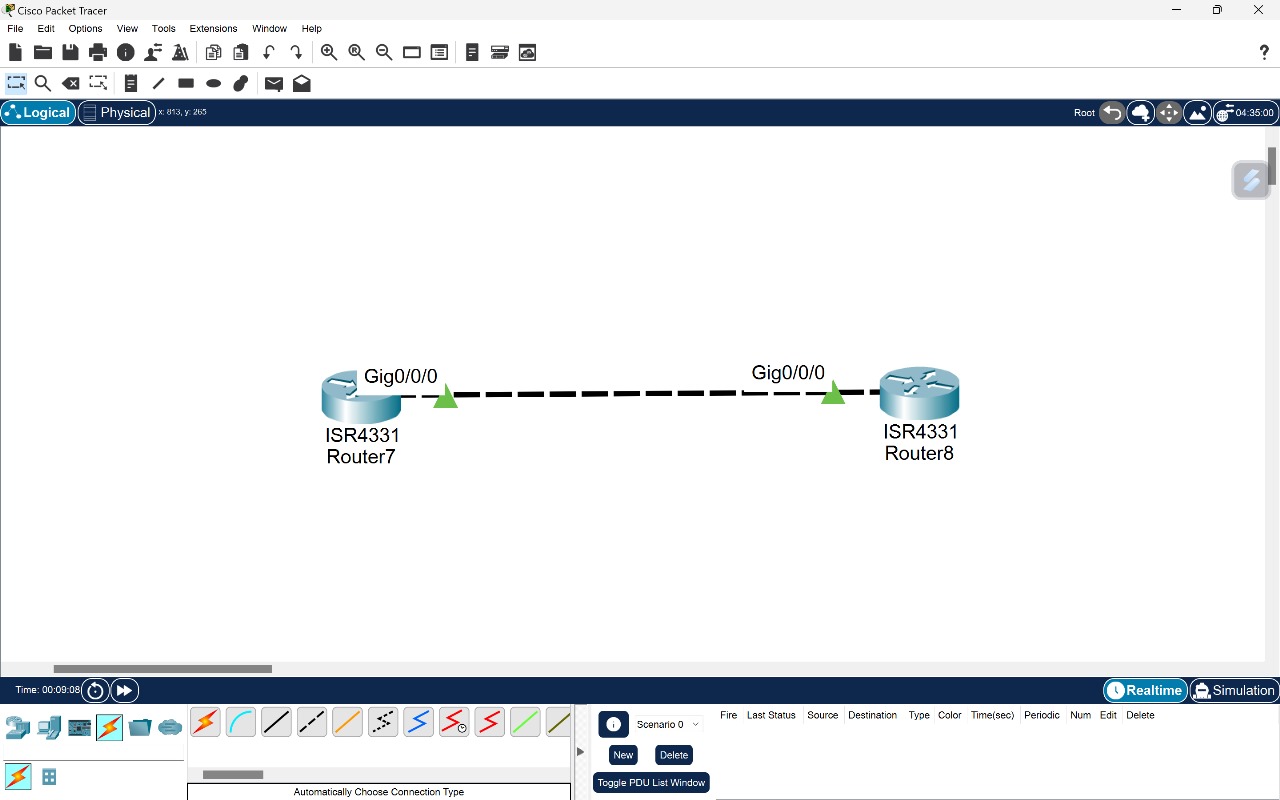 Cisco Packet Tracer
File Edit Options View Tools Extensions Window Help
?
Logical Physical x: 813, y: 265 Root 04:35:00
Gig0/0/0 Gig0/0/0
ISR4331 ISR4331
Router7 Router8
Time: 00:09:08 Realtime Simulation
Scenario 0 Fire Last Status Source Destination Type Color Time(sec) Periodic Num Edit Delete
New Delete
Toggle PDU List Window
Automatically Choose Connection Type